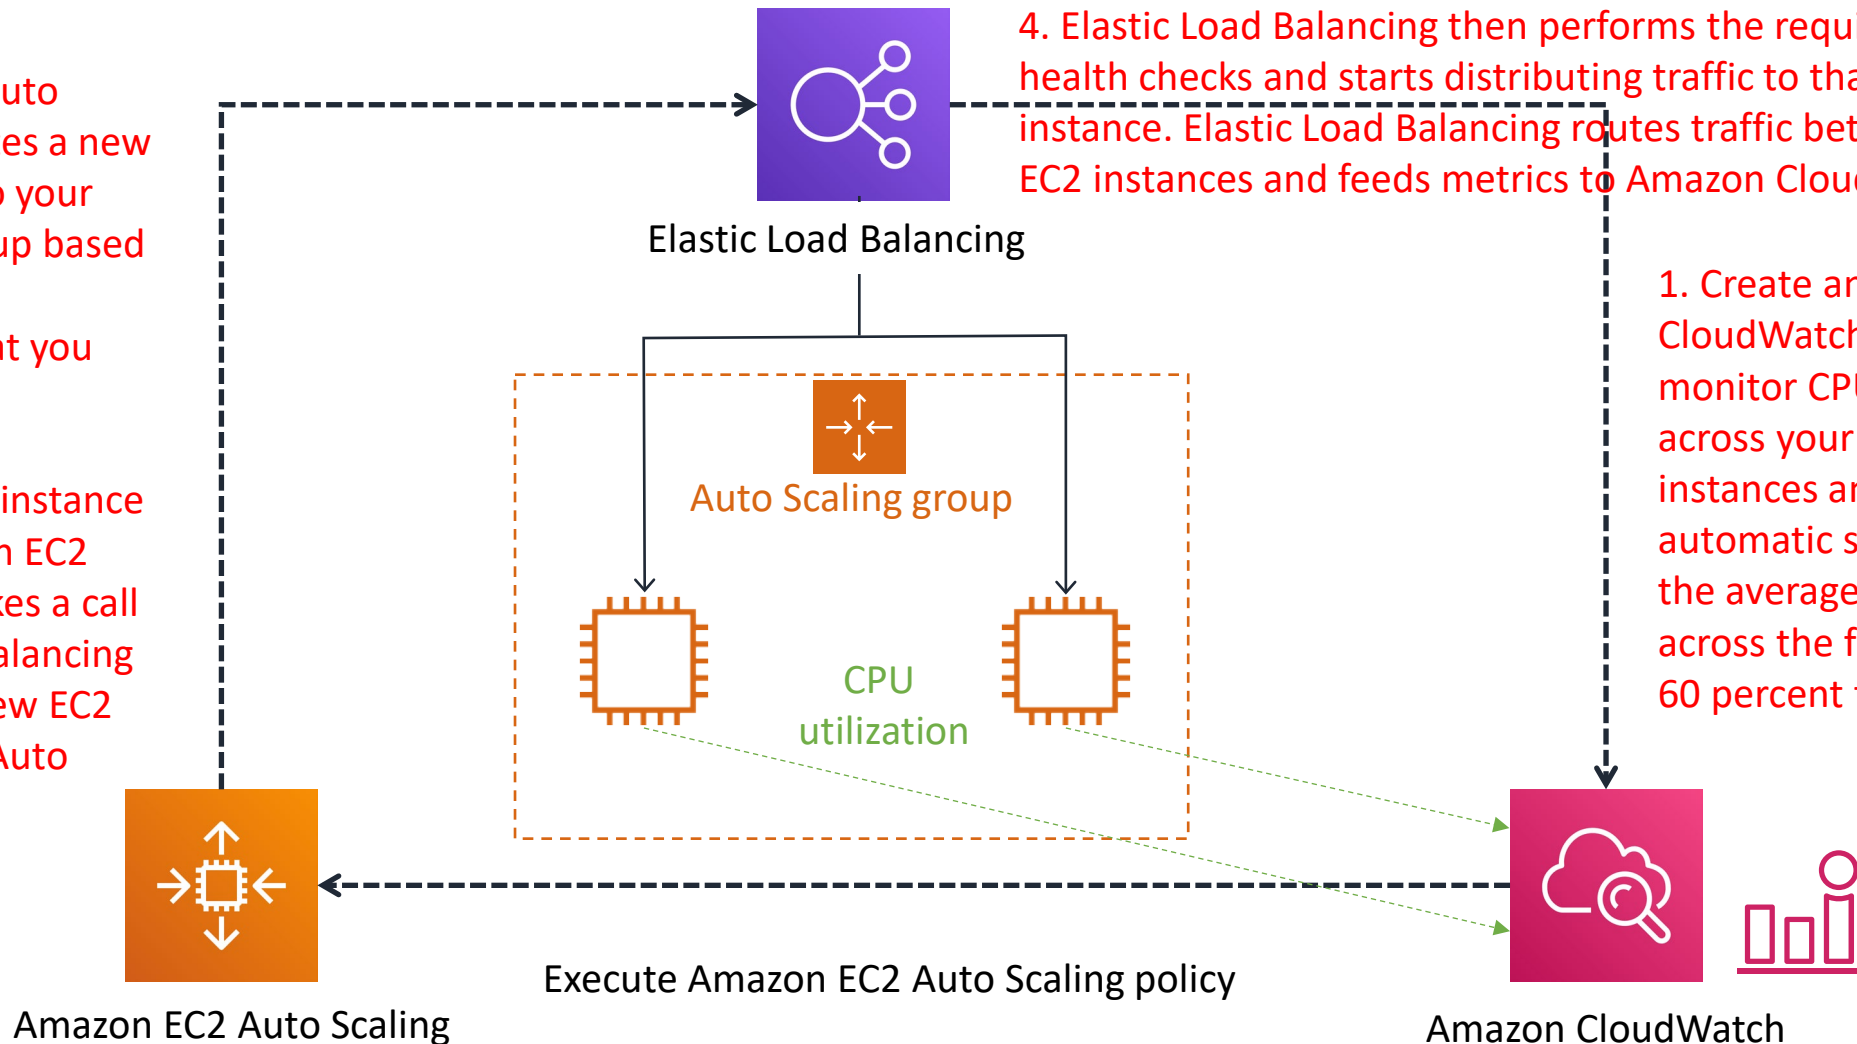 4. Elastic Load Balancing then performs the requi
health checks and starts distributing traffic to tha
instance. Elastic Load Balancing routes traffic bet
EC2 instances and feeds metrics to Amazon Clou
uto
es a new
your
up based
t you
instance
EC2
es a call
alancing
ew EC2
Auto
Elastic Load Balancing
1. Create an
CloudWatch
monitor CPU
across your
instances ar
automatic s
the average
across the f
60 percent
Auto Scaling group
CPU
utilization
Execute Amazon EC2 Auto Scaling policy
Amazon EC2 Auto Scaling
Amazon CloudWatch